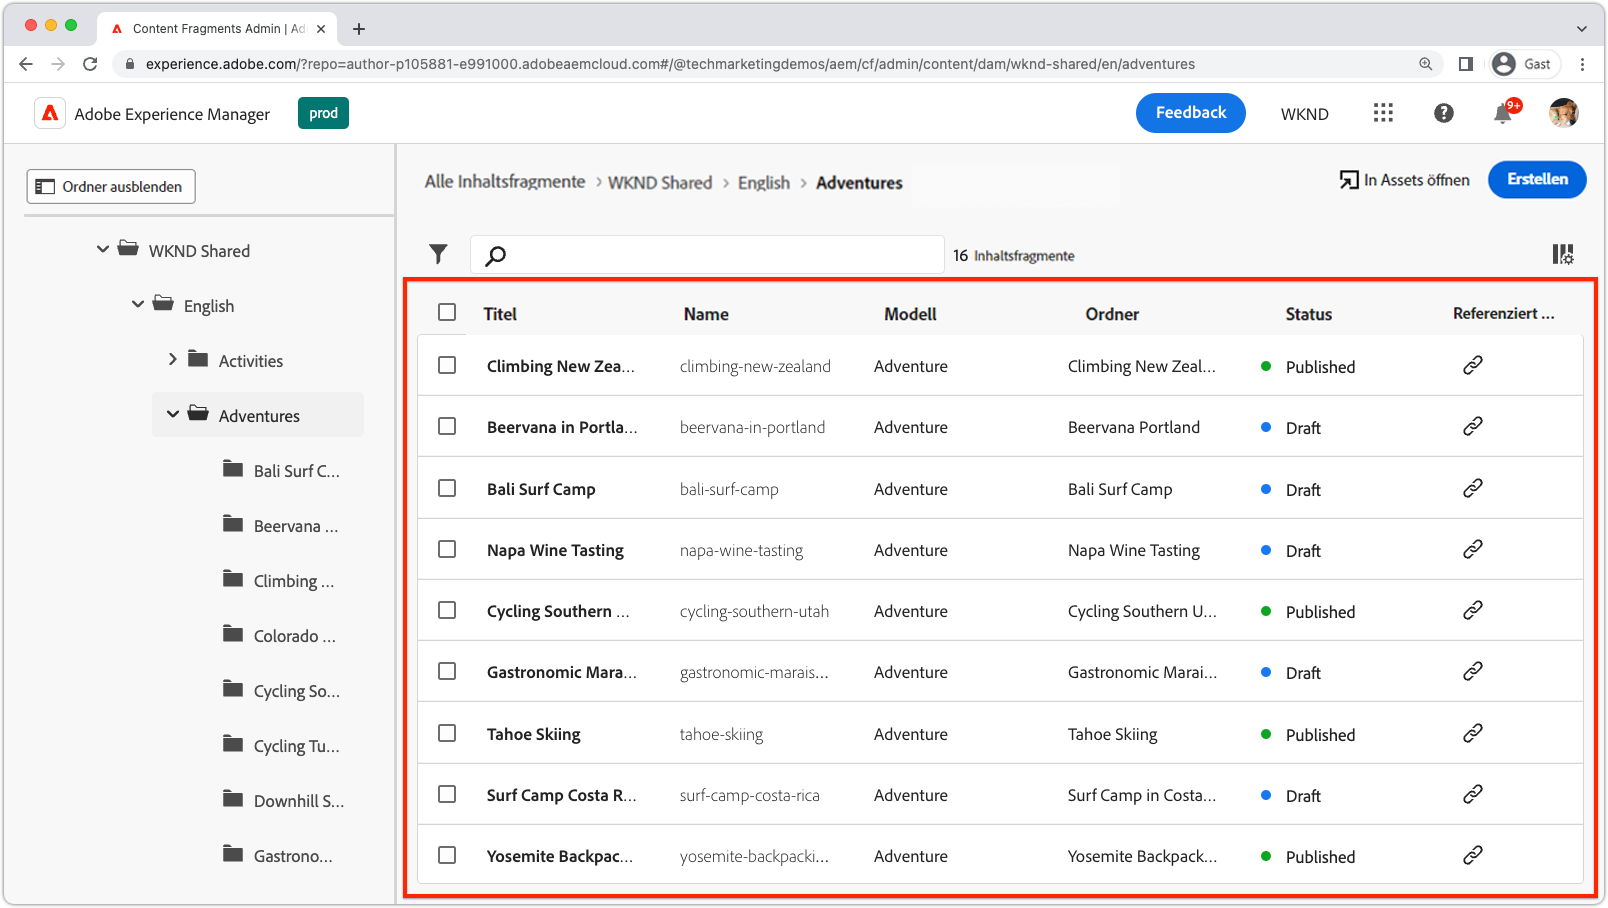 Content Fragments Admin | Ad
experience.adobe.com/?repo=author-p105881-e991000.adobeaemcloud.com#/@techmarketingdemos/aem/cf/admin/content/dam/wknd-shared/en/adventures
Gast
Adobe Experience Manager prod Feedback WKND 9+
Ordner ausblenden
Alle Inhaltsfragmente > WKND Shared > English > Adventures
In Assets öffnen Erstellen
16 Inhaltsfragmente
WKND Shared
English
Activities
Adventures
Bali Surf C...
Beervana ...
Climbing ...
Colorado ...
Cycling So...
Cycling Tu...
Downhill S...
Gastrono...
Titel Name Modell Ordner Status Referenziert ...
Climbing New Zea... climbing-new-zealand Adventure Climbing New Zeal... Published
Beervana in Portla... beervana-in-portland Adventure Beervana Portland Draft
Bali Surf Camp bali-surf-camp Adventure Bali Surf Camp Draft
Napa Wine Tasting napa-wine-tasting Adventure Napa Wine Tasting Draft
Cycling Southern ... cycling-southern-utah Adventure Cycling Southern U... Published
Gastronomic Mara... gastronomic-marais... Adventure Gastronomic Marai... Draft
Tahoe Skiing tahoe-skiing Adventure Tahoe Skiing Published
Surf Camp Costa R... surf-camp-costa-rica Adventure Surf Camp in Costa... Draft
Yosemite Backpac... yosemite-backpacki... Adventure Yosemite Backpack... Published